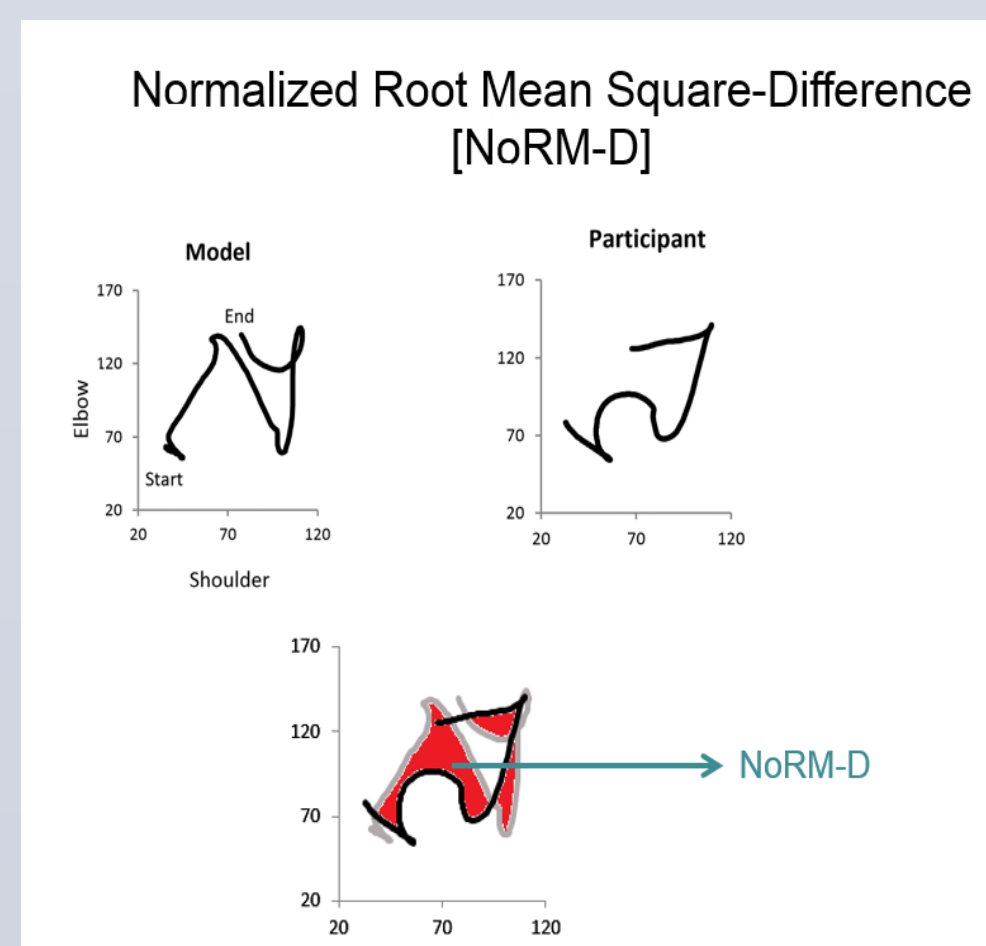 Normalized Root Mean Square-Difference
[NoRM-D]
Model
170
End
120
Elbow
70
Start
20
20 70 120
Shoulder
Participant
170
120
70
20
20 70 120
170
120
NoRM-D
70
20
20 70 120